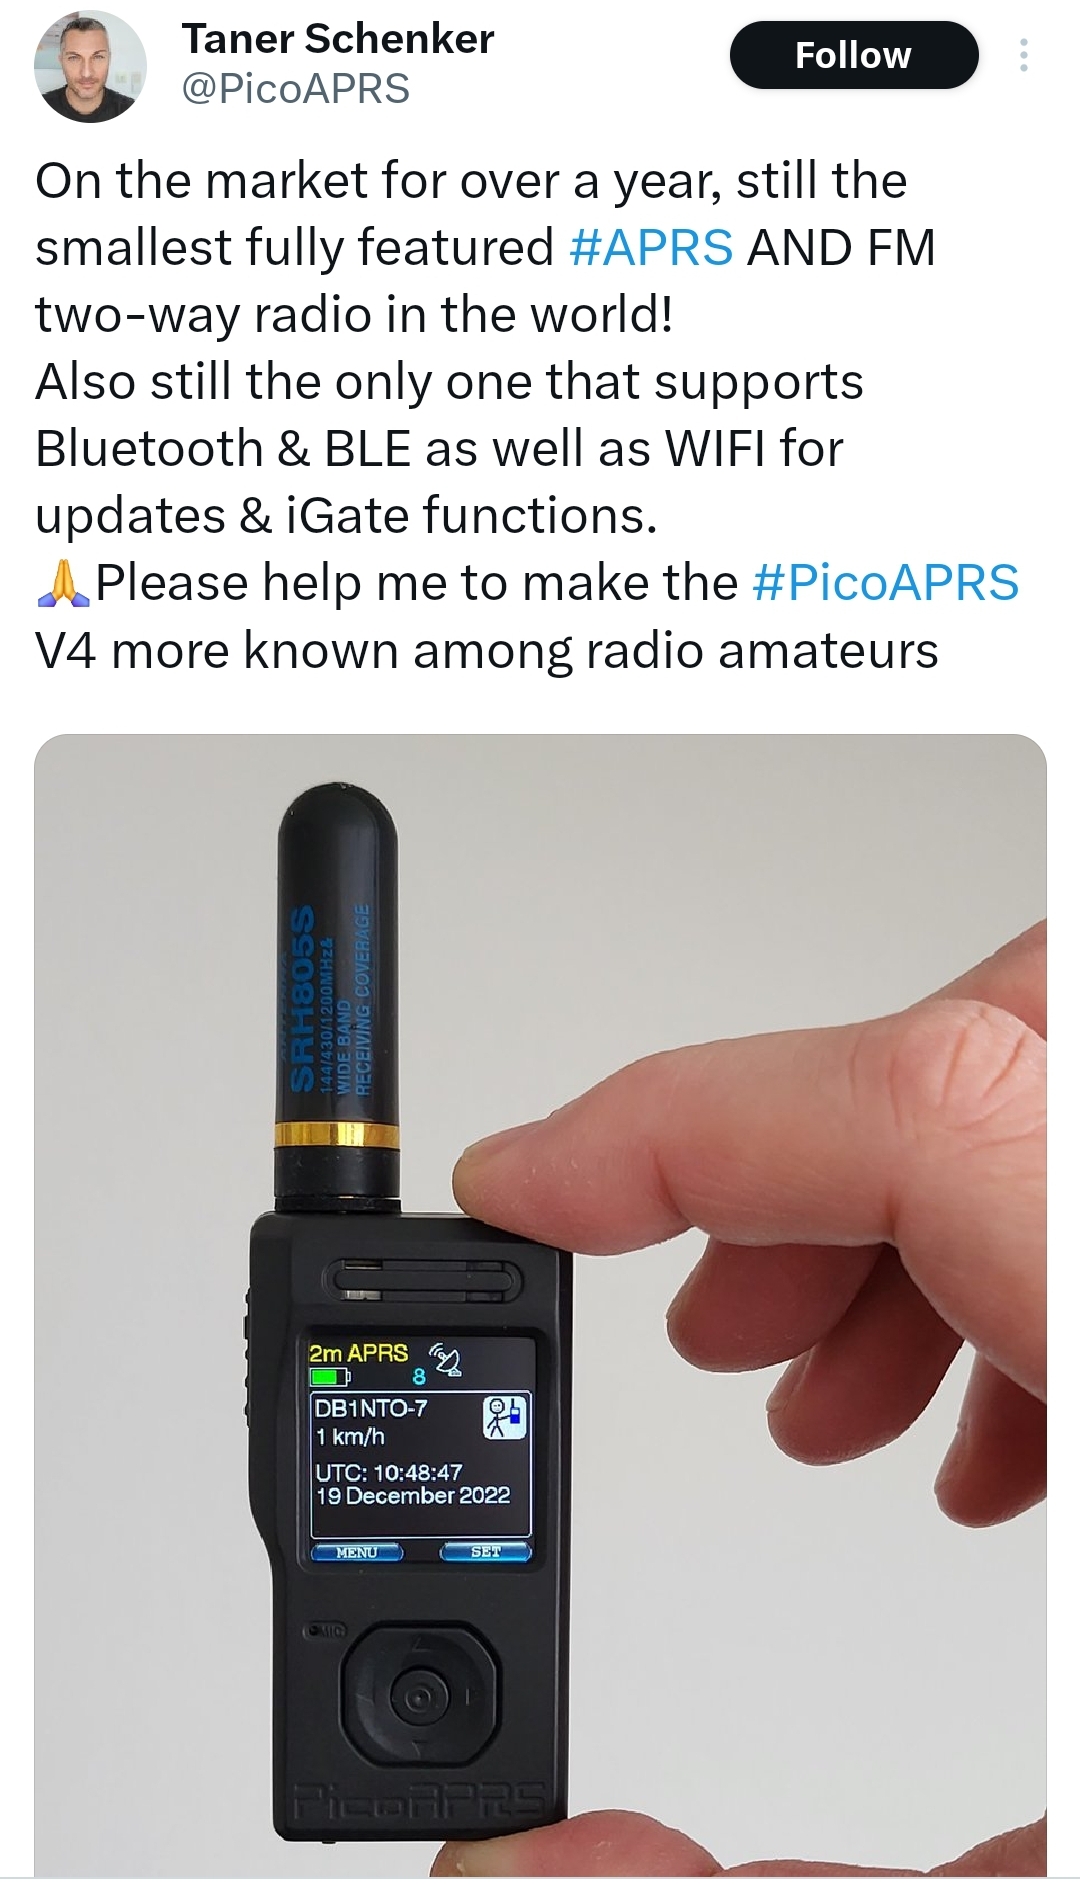 Taner Schenker
@PicoAPRS
Follow
On the market for over a year, still the
smallest fully featured #APRS AND FM
two-way radio in the world!
Also still the only one that supports
Bluetooth & BLE as well as WIFI for
updates & iGate functions.
🙏Please help me to make the #PicoAPRS
V4 more known among radio amateurs
SRH805S
144/430/1200MHz&
WIDE BAND
RECEIVING COVERAGE
2m APRS
8
DB1NTO-7
1 km/h
UTC: 10:48:47
19 December 2022
MENU
SET
MIC
PicoAPRS